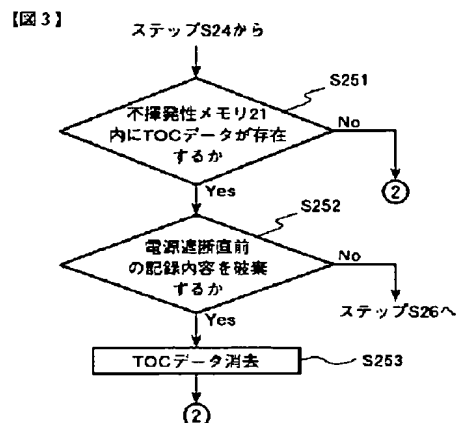 【図3】
ステップS24から
S251
不揮発性メモリ21
内にTOCデータが存在
するか
No
②
Yes
S252
電源遮断直前
の記録内容を破棄
するか
No
ステップS26へ
Yes
TOCデータ消去
S253
②